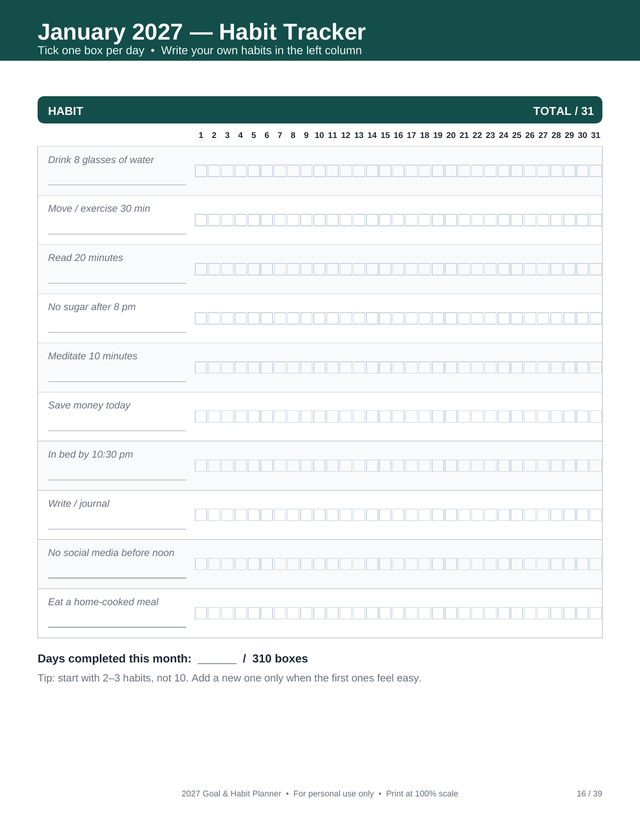 January 2027 — Habit Tracker
Tick one box per day • Write your own habits in the left column
HABIT TOTAL / 31
1 2 3 4 5 6 7 8 9 10 11 12 13 14 15 16 17 18 19 20 21 22 23 24 25 26 27 28 29 30 31
Drink 8 glasses of water
Move / exercise 30 min
Read 20 minutes
No sugar after 8 pm
Meditate 10 minutes
Save money today
In bed by 10:30 pm
Write / journal
No social media before noon
Eat a home-cooked meal
Days completed this month: ______ / 310 boxes
Tip: start with 2–3 habits, not 10. Add a new one only when the first ones feel easy.
2027 Goal & Habit Planner • For personal use only • Print at 100% scale 16 / 39